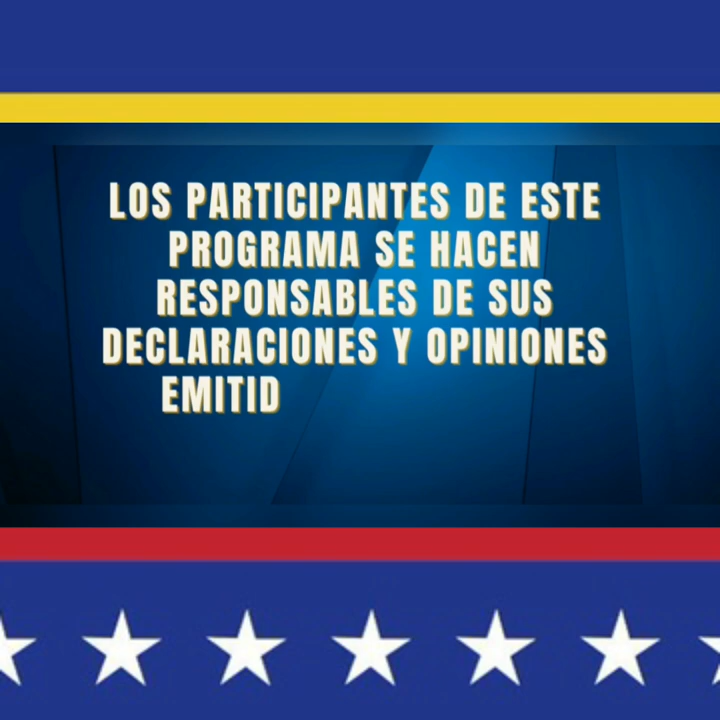 LOS PARTICIPANTES DE ESTE
PROGRAMA SE HACEN
RESPONSABLES DE SUS
DECLARACIONES Y OPINIONES
EMITID